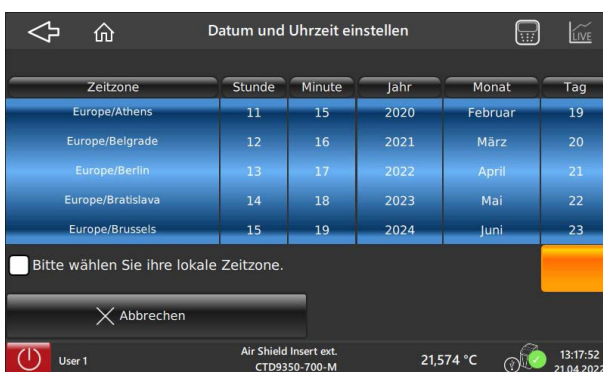 Datum und Uhrzeit einstellen
LIVE
Zeitzone Stunde Minute Jahr Monat Tag
Europe/Athens 11 15 2020 Februar 19
Europe/Belgrade 12 16 2021 März 20
Europe/Berlin 13 17 2022 April 21
Europe/Bratislava 14 18 2023 Mai 22
Europe/Brussels 15 19 2024 Juni 23
Bitte wählen Sie ihre lokale Zeitzone.
Abbrechen
User 1 Air Shield Insert ext. 21,574 °C 13:17:52
CTD9350-700-M 21.04.2022